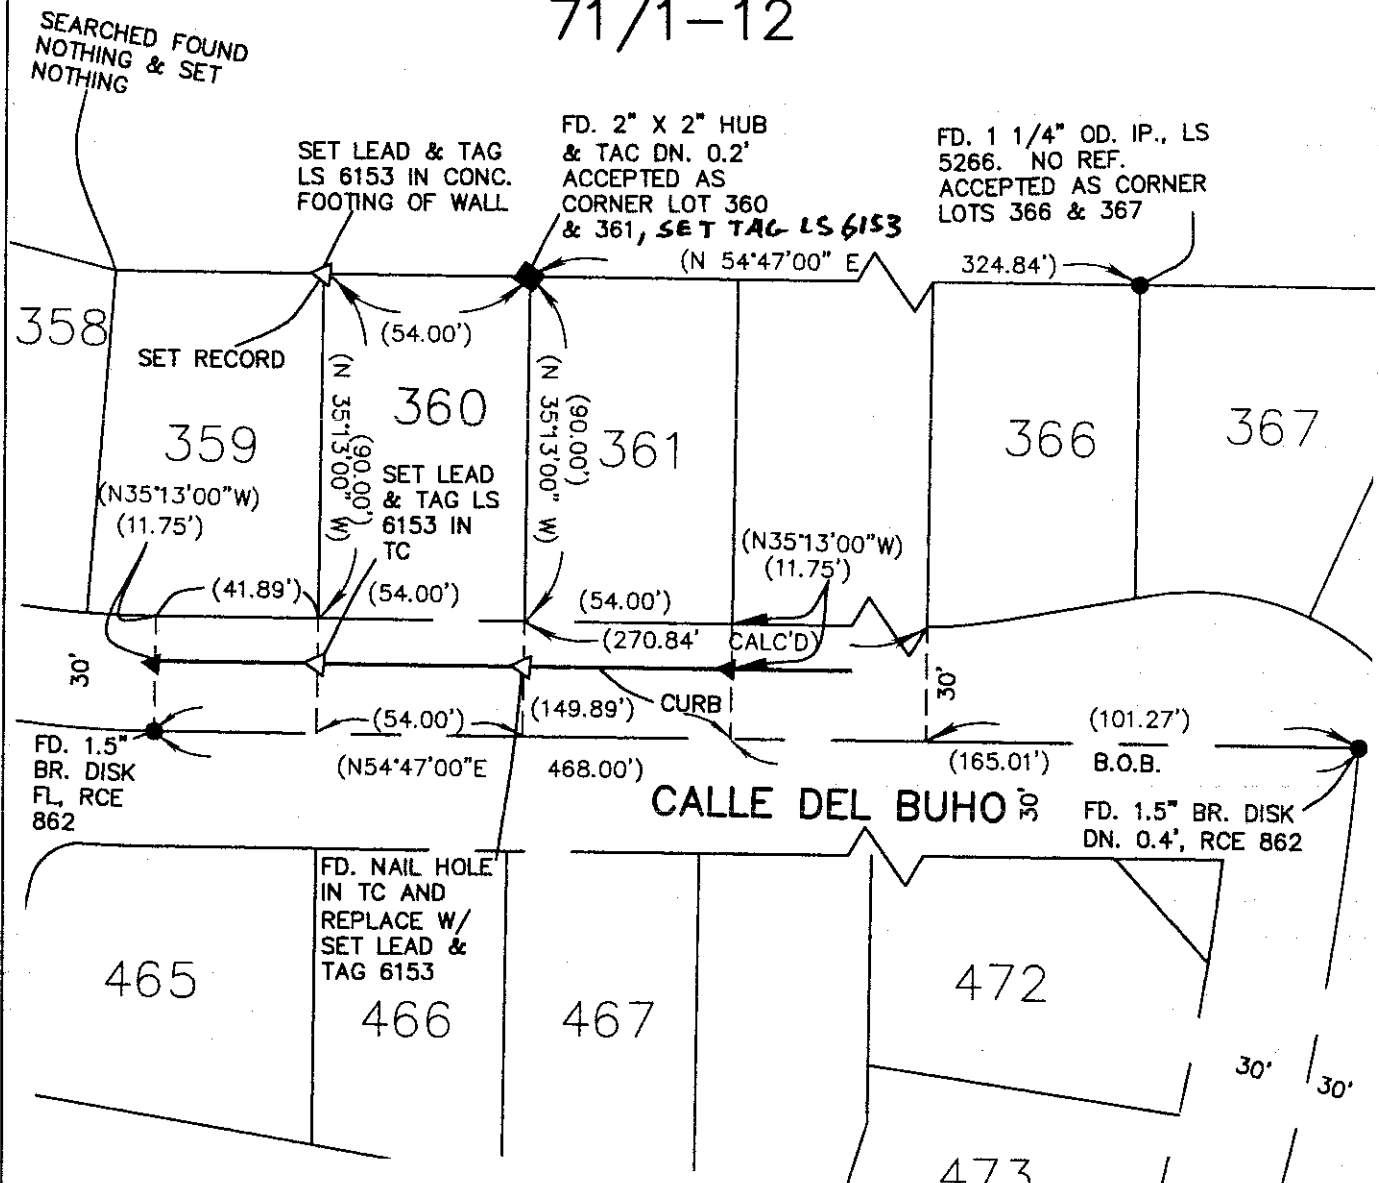 71/1-12
SEARCHED FOUND
NOTHING & SET
NOTHING
SET LEAD & TAG
LS 6153 IN CONC.
FOOTING OF WALL
FD. 2" X 2" HUB
& TAC DN. 0.2'
ACCEPTED AS
CORNER LOT 360
& 361, SET TAG LS 6153
FD. 1 1/4" OD. IP., LS
5266. NO REF.
ACCEPTED AS CORNER
LOTS 366 & 367
(N 54°47'00" E
324.84')
358
SET RECORD
(54.00')
359
(N 35°13'00" W)
(90.00')
360
(N 35°13'00" W)
(90.00')
361
366
367
(N35°13'00"W)
(11.75')
SET LEAD
& TAG LS
6153 IN
TC
(N35°13'00"W)
(11.75')
(41.89')
(54.00')
(54.00')
(270.84' CALC'D)
30'
30'
CURB
(54.00')
(149.89')
(101.27')
FD. 1.5"
BR. DISK
FL, RCE
862
(N54°47'00"E 468.00')
(165.01')
B.O.B.
CALLE DEL BUHO
30'
FD. 1.5" BR. DISK
DN. 0.4', RCE 862
FD. NAIL HOLE
IN TC AND
REPLACE W/
SET LEAD &
TAG 6153
465
466
467
472
30'
30'
473